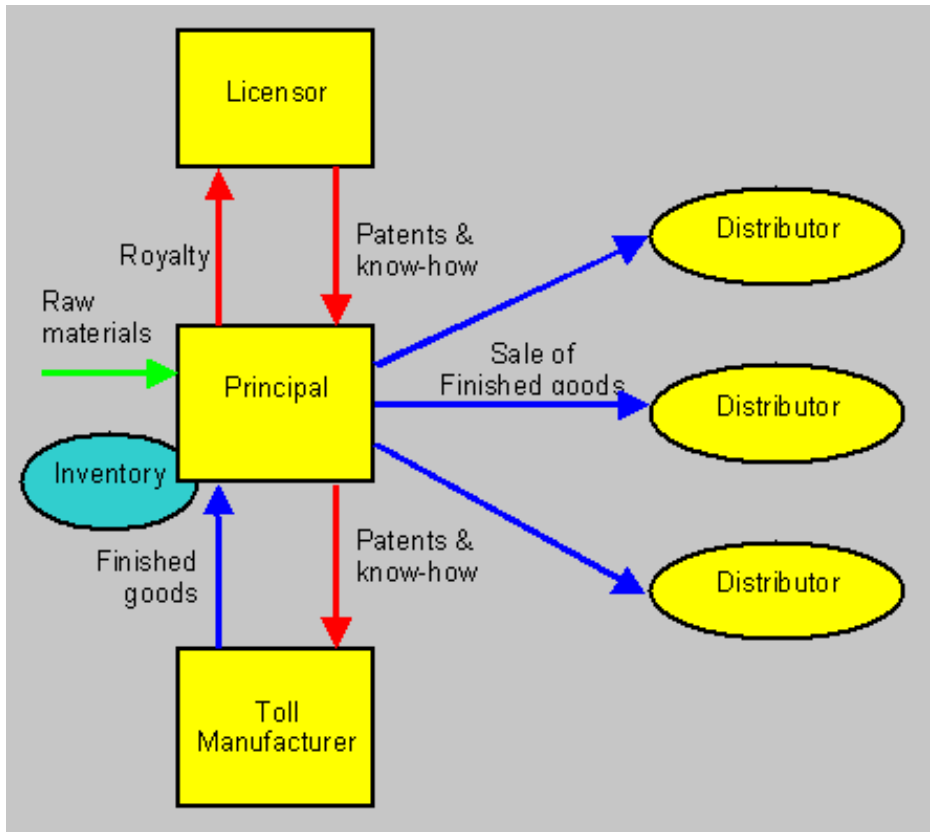 Licensor
Royalty
Patents &
know-how
Distributor
Raw
materials
Principal
Sale of
Finished goods
Distributor
Inventory
Finished
goods
Patents &
know-how
Distributor
Toll
Manufacturer